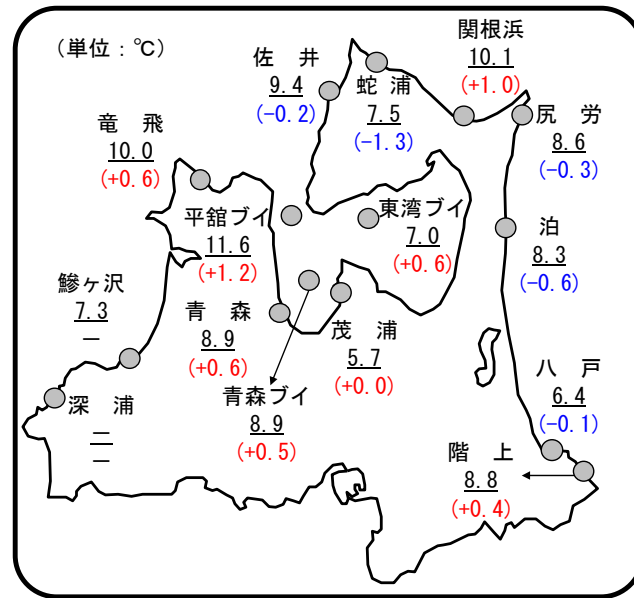 (単位：℃)
関根浜
10.1
(+1.0)
佐　井
9.4
(−0.2)
蛇　浦
7.5
(−1.3)
尻　労
8.6
(−0.3)
竜　飛
10.0
(+0.6)
平舘ブイ
11.6
(+1.2)
東湾ブイ
7.0
(+0.6)
泊
8.3
(−0.6)
鰺ヶ沢
7.3
―
青　森
8.9
(+0.6)
茂　浦
5.7
(+0.0)
青森ブイ
8.9
(+0.5)
深　浦
―
―
八　戸
6.4
(−0.1)
階　上
8.8
(+0.4)